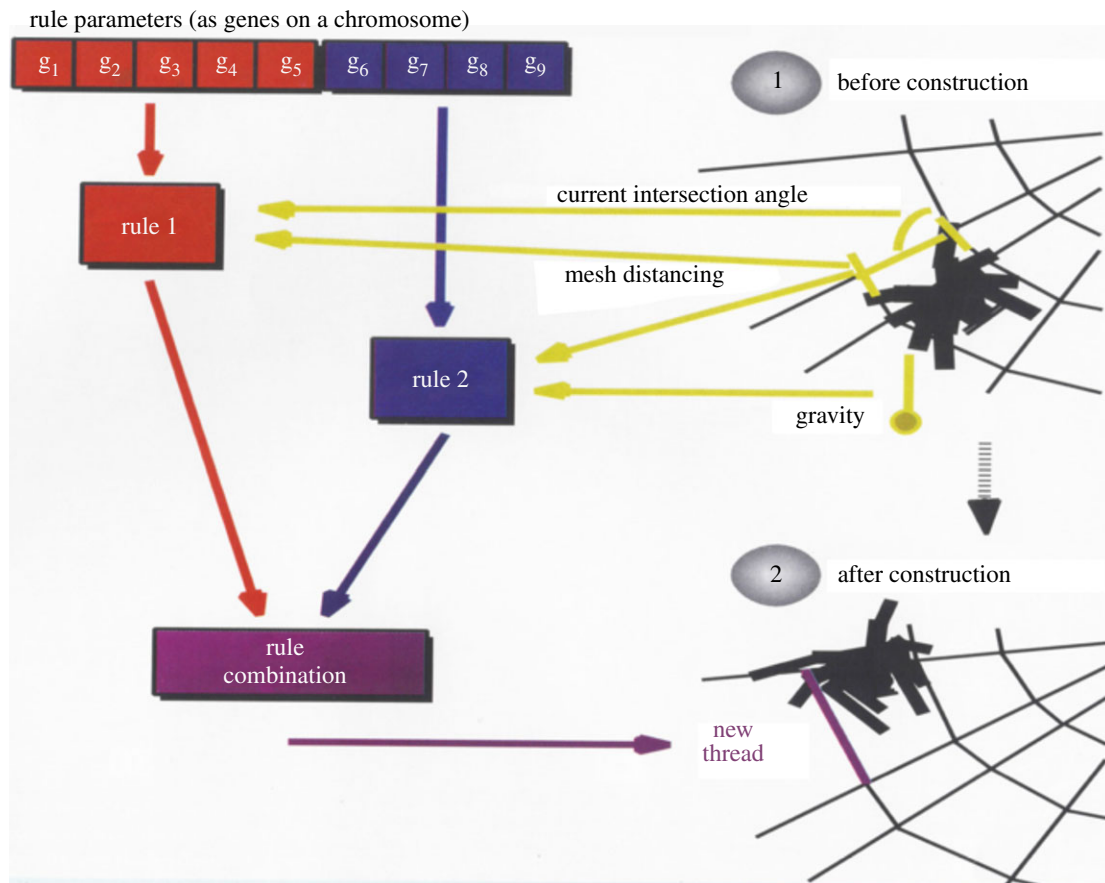 rule parameters (as genes on a chromosome)
g1 g2 g3 g4 g5 g6 g7 g8 g9
1 before construction
current intersection angle
rule 1
mesh distancing
rule 2
gravity
2 after construction
rule
combination
new
thread